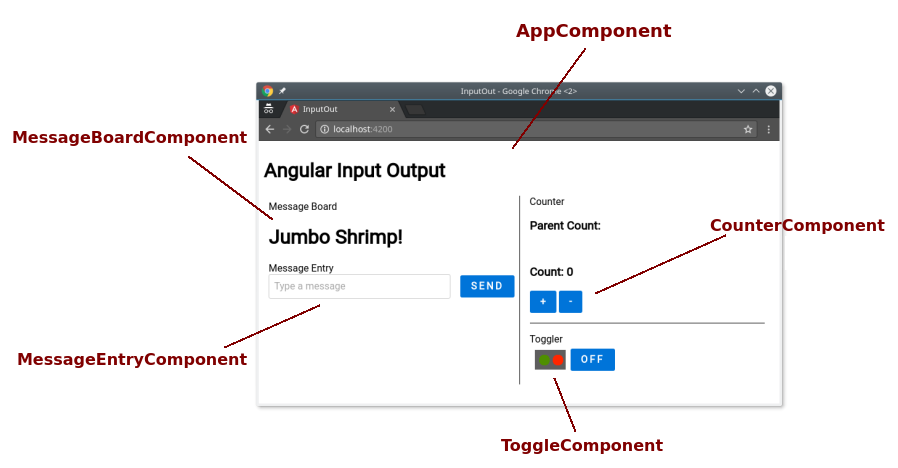 AppComponent
InputOut - Google Chrome <2>
InputOut
localhost:4200
MessageBoardComponent
Angular Input Output
Message Board
Jumbo Shrimp!
Message Entry
Type a message
SEND
MessageEntryComponent
Counter
Parent Count:
CounterComponent
Count: 0
+ -
Toggler
OFF
ToggleComponent